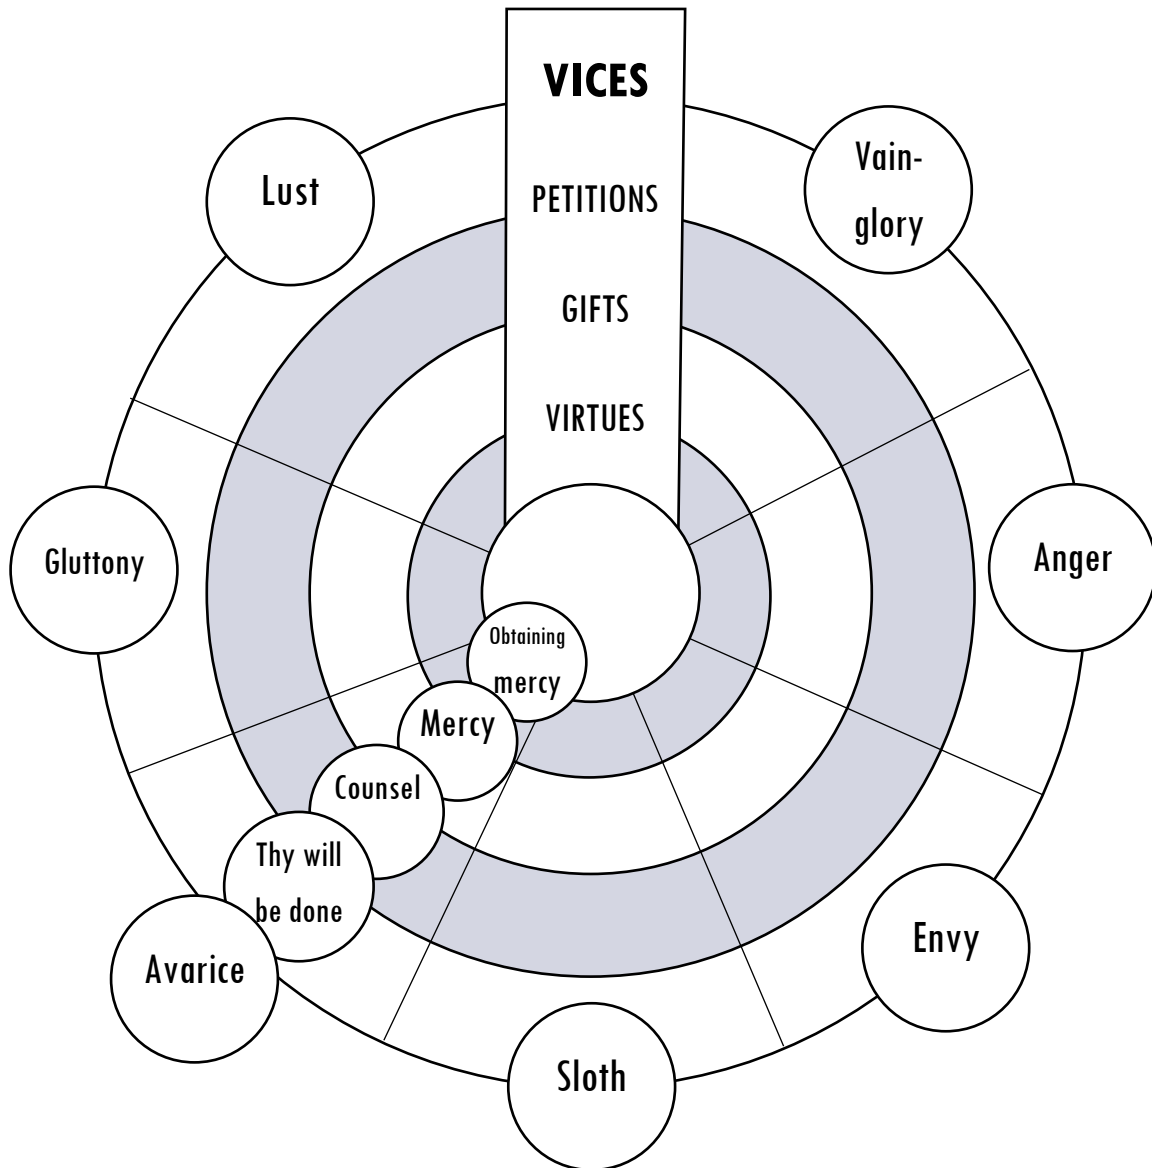 VICES
PETITIONS
GIFTS
VIRTUES
Vain-
glory
Anger
Envy
Sloth
Avarice
Thy will
be done
Counsel
Mercy
Obtaining
mercy
Gluttony
Lust